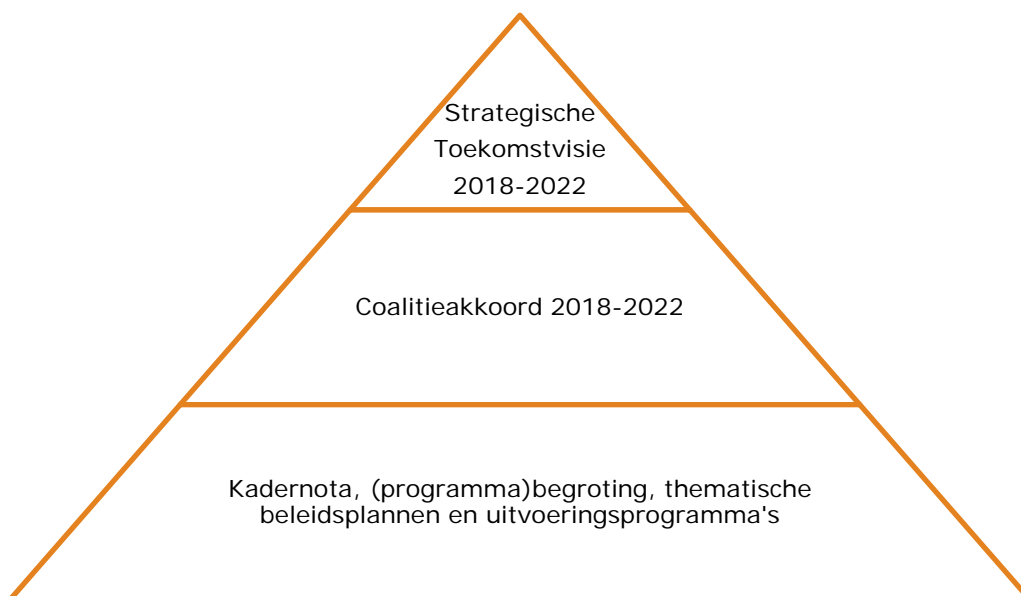 Strategische
Toekomstvisie
2018-2022
Coalitieakkoord 2018-2022
Kadernota, (programma)begroting, thematische
beleidsplannen en uitvoeringsprogramma's